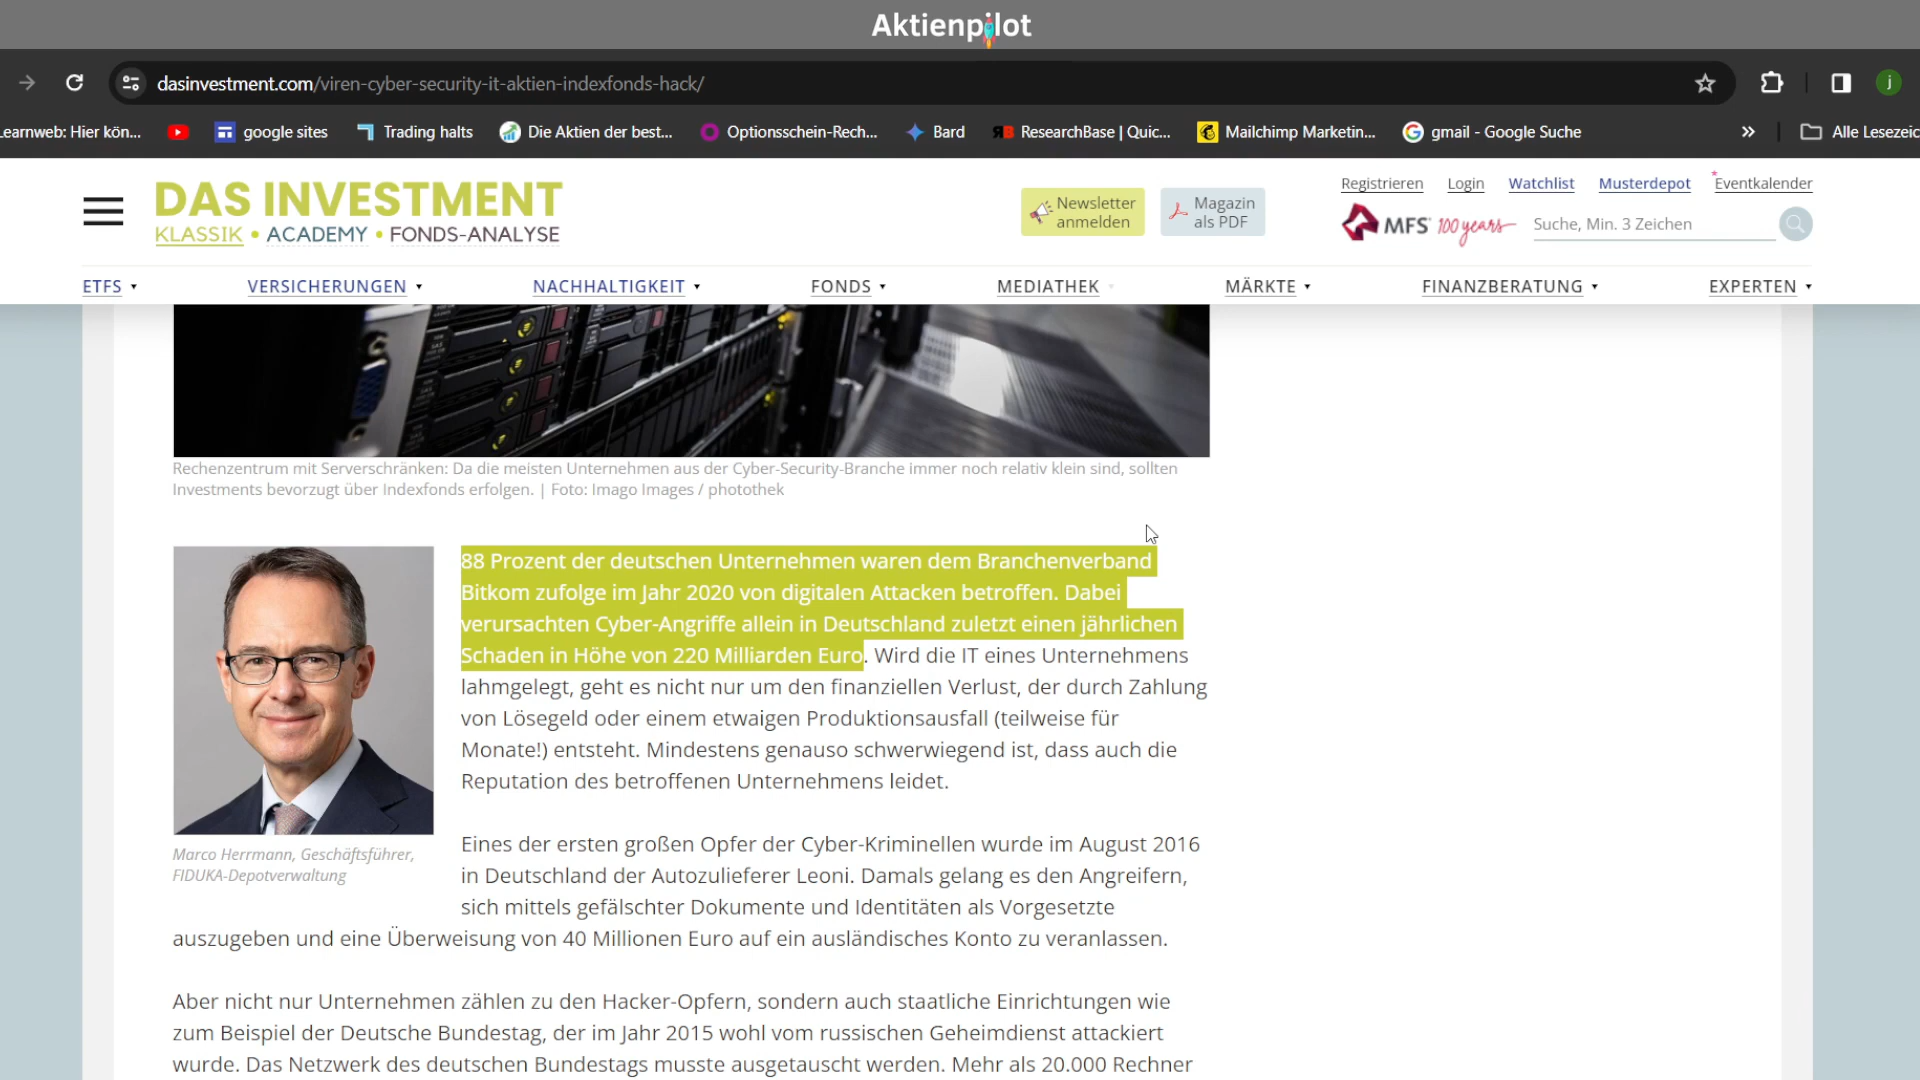 Aktienpilot
dasinvestment.com/viren-cyber-security-it-aktien-indexfonds-hack/
j
Learnweb: Hier kön...
google sites
Trading halts
Die Aktien der best...
Optionsschein-Rech...
Bard
ResearchBase | Quic...
Mailchimp Marketin...
gmail - Google Suche
»
Alle Lesezeic
DAS INVESTMENT
KLASSIK • ACADEMY • FONDS-ANALYSE
Newsletter
anmelden
Magazin
als PDF
Registrieren Login Watchlist Musterdepot *Eventkalender
MFS 100 years
Suche, Min. 3 Zeichen
ETFS VERSICHERUNGEN NACHHALTIGKEIT FONDS MEDIATHEK MÄRKTE FINANZBERATUNG EXPERTEN
Rechenzentrum mit Serverschränken: Da die meisten Unternehmen aus der Cyber-Security-Branche immer noch relativ klein sind, sollten
Investments bevorzugt über Indexfonds erfolgen. | Foto: Imago Images / photothek
88 Prozent der deutschen Unternehmen waren dem Branchenverband
Bitkom zufolge im Jahr 2020 von digitalen Attacken betroffen. Dabei
verursachten Cyber-Angriffe allein in Deutschland zuletzt einen jährlichen
Schaden in Höhe von 220 Milliarden Euro. Wird die IT eines Unternehmens
lahmgelegt, geht es nicht nur um den finanziellen Verlust, der durch Zahlung
von Lösegeld oder einem etwaigen Produktionsausfall (teilweise für
Monate!) entsteht. Mindestens genauso schwerwiegend ist, dass auch die
Reputation des betroffenen Unternehmens leidet.
Marco Herrmann, Geschäftsführer,
FIDUKA-Depotverwaltung
Eines der ersten großen Opfer der Cyber-Kriminellen wurde im August 2016
in Deutschland der Autozulieferer Leoni. Damals gelang es den Angreifern,
sich mittels gefälschter Dokumente und Identitäten als Vorgesetzte
auszugeben und eine Überweisung von 40 Millionen Euro auf ein ausländisches Konto zu veranlassen.
Aber nicht nur Unternehmen zählen zu den Hacker-Opfern, sondern auch staatliche Einrichtungen wie
zum Beispiel der Deutsche Bundestag, der im Jahr 2015 wohl vom russischen Geheimdienst attackiert
wurde. Das Netzwerk des deutschen Bundestags musste ausgetauscht werden. Mehr als 20.000 Rechner